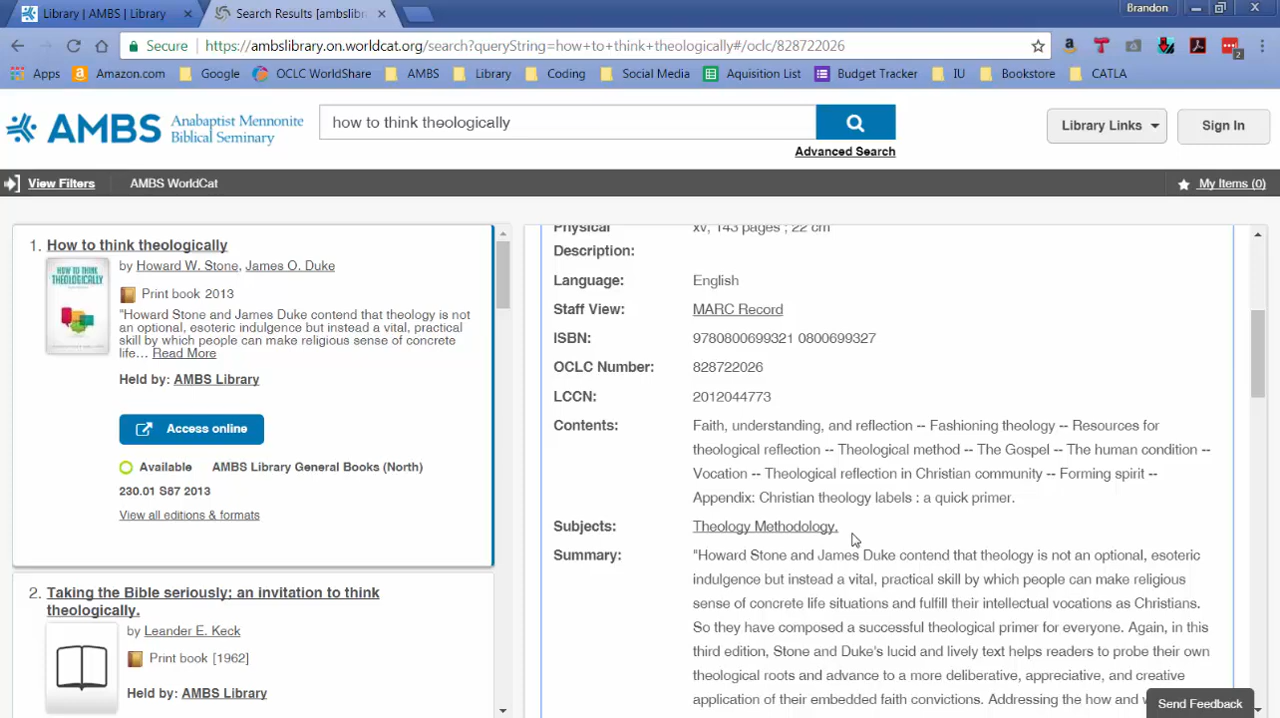 Library | AMBS | Library
Search Results [ambslibr
Brandon
Secure
https://ambslibrary.on.worldcat.org/search?queryString=how+to+think+theologically#/oclc/828722026
2
Apps
Amazon.com
Google
OCLC WorldShare
AMBS
Library
Coding
Social Media
Aquisition List
Budget Tracker
IU
Bookstore
CATLA
AMBS
Anabaptist Mennonite
Biblical Seminary
how to think theologically
Library Links
Sign In
Advanced Search
View Filters
AMBS WorldCat
My Items (0)
1. How to think theologically
by Howard W. Stone, James O. Duke
HOW TO THINK
THEOLOGICALLY
Print book 2013
"Howard Stone and James Duke contend that theology is not
an optional, esoteric indulgence but instead a vital, practical
skill by which people can make religious sense of concrete
life... Read More
Held by: AMBS Library
Access online
Available AMBS Library General Books (North)
230.01 S87 2013
View all editions & formats
2. Taking the Bible seriously; an invitation to think
theologically.
by Leander E. Keck
Print book [1962]
Held by: AMBS Library
Physical xv, 143 pages ; 22 cm
Description:
Language: English
Staff View: MARC Record
ISBN: 9780800699321 0800699327
OCLC Number: 828722026
LCCN: 2012044773
Contents: Faith, understanding, and reflection -- Fashioning theology -- Resources for
theological reflection -- Theological method -- The Gospel -- The human condition --
Vocation -- Theological reflection in Christian community -- Forming spirit --
Appendix: Christian theology labels : a quick primer.
Subjects: Theology Methodology.
Summary: "Howard Stone and James Duke contend that theology is not an optional, esoteric
indulgence but instead a vital, practical skill by which people can make religious
sense of concrete life situations and fulfill their intellectual vocations as Christians.
So they have composed a successful theological primer for everyone. Again, in this
third edition, Stone and Duke's lucid and lively text helps readers to probe their own
theological roots and advance to a more deliberative, appreciative, and creative
application of their embedded faith convictions. Addressing the how and
Send Feedback